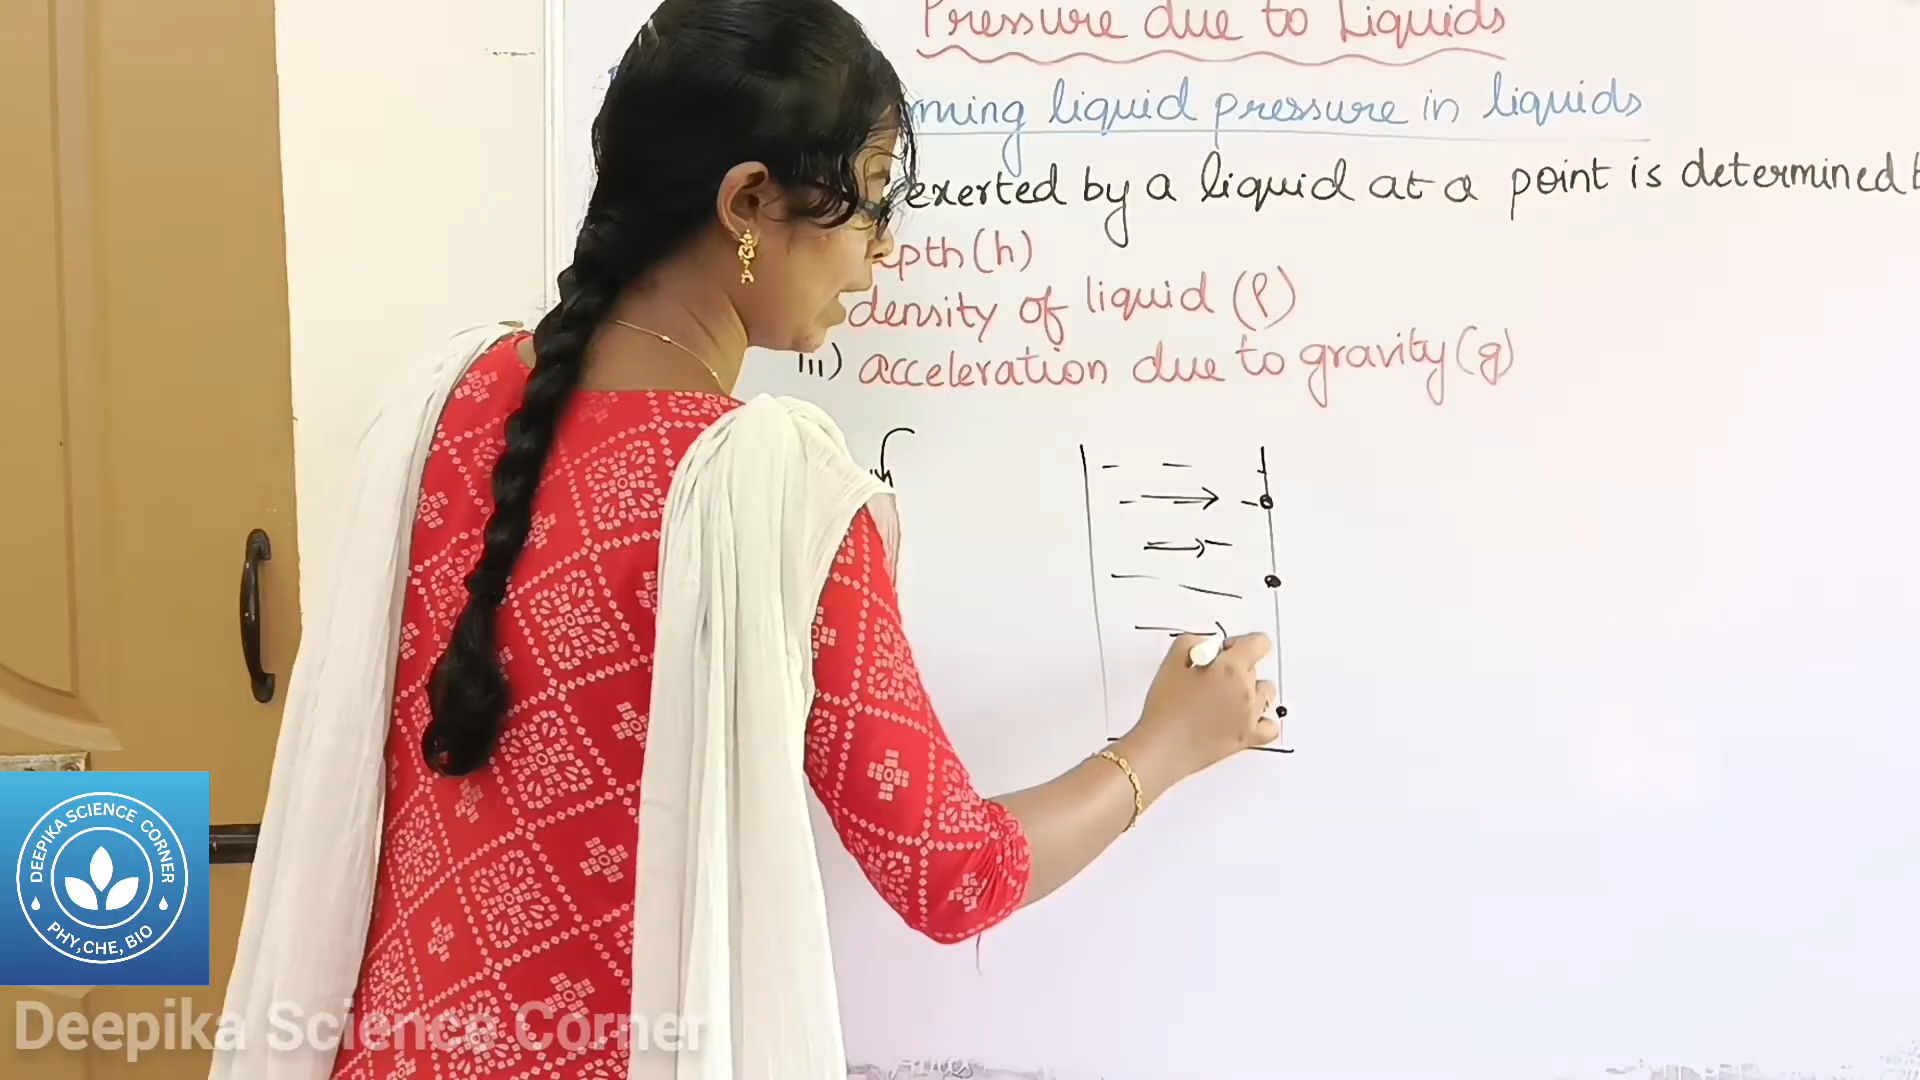 Pressure due to Liquids
rning liquid pressure in liquids
exerted by a liquid at a point is determined b
pth (h)
density of liquid (ρ)
iii) acceleration due to gravity (g)
DEEPIKA SCIENCE CORNER
PHY,CHE, BIO
Deepika Science Corner